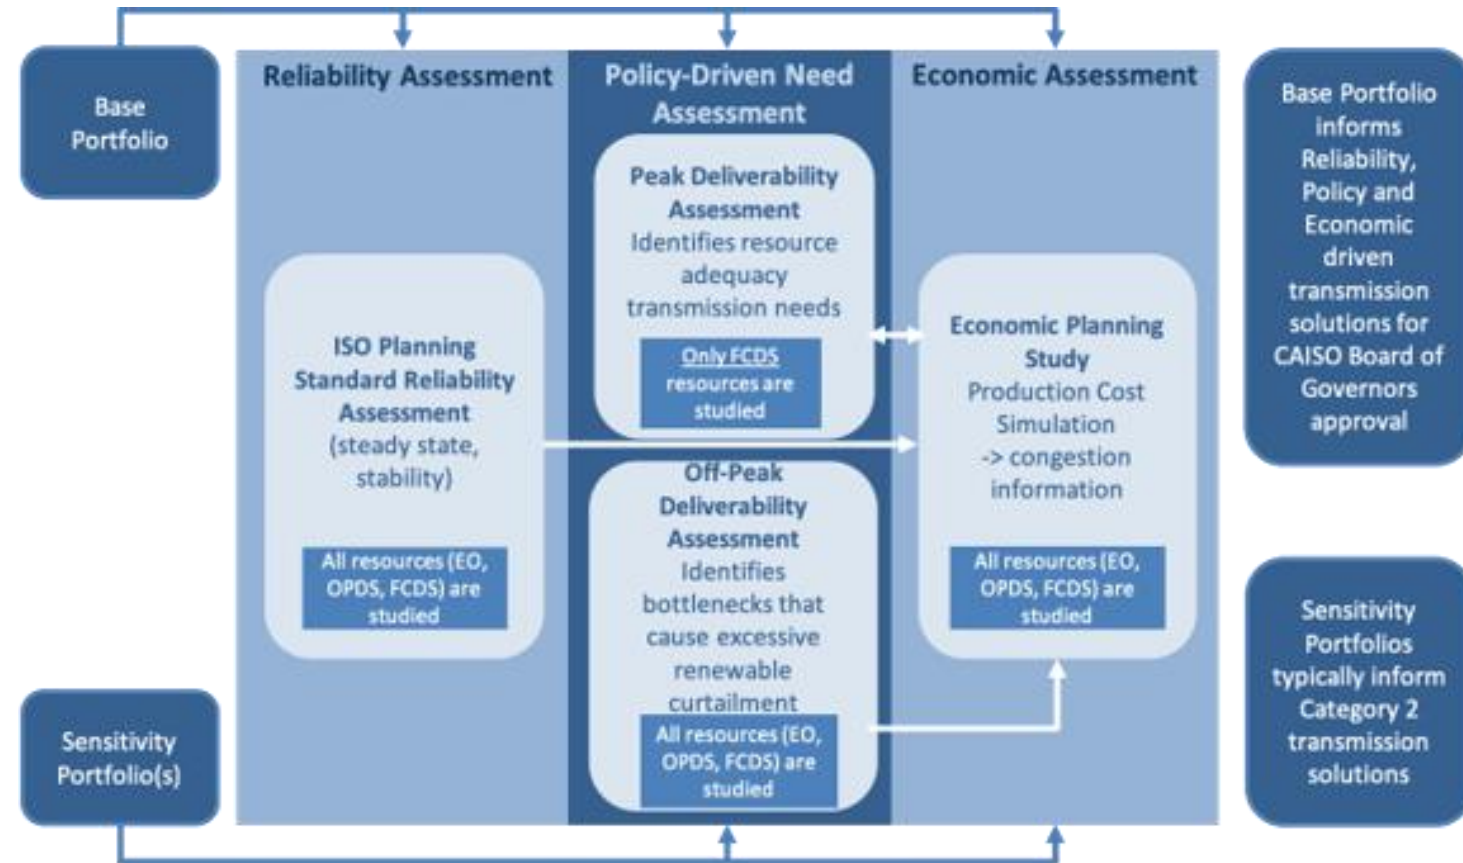 Base
Portfolio
Reliability Assessment
ISO Planning
Standard Reliability
Assessment
(steady state,
stability)
All resources (EO,
OPDS, FCDS) are
studied
Policy-Driven Need
Assessment
Peak Deliverability
Assessment
Identifies resource
adequacy
transmission needs
Only FCDS
resources are
studied
Off-Peak
Deliverability
Assessment
Identifies
bottlenecks that
cause excessive
renewable
curtailment
All resources (EO,
OPDS, FCDS) are
studied
Economic Assessment
Economic Planning
Study
Production Cost
Simulation
-> congestion
information
All resources (EO,
OPDS, FCDS) are
studied
Base Portfolio
informs
Reliability,
Policy and
Economic
driven
transmission
solutions for
CAISO Board of
Governors
approval
Sensitivity
Portfolio(s)
Sensitivity
Portfolios
typically inform
Category 2
transmission
solutions